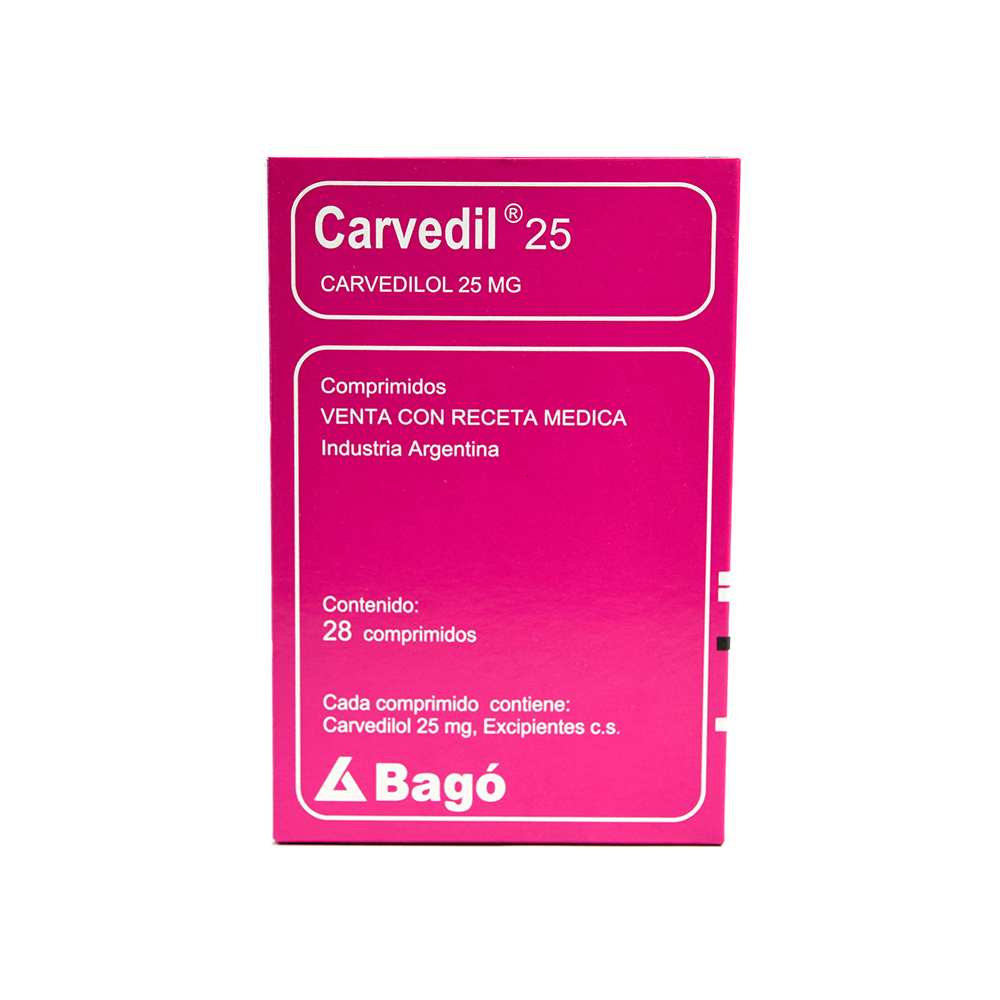 Carvedil® 25
CARVEDILOL 25 MG
Comprimidos
VENTA CON RECETA MEDICA
Industria Argentina
Contenido:
28 comprimidos
Cada comprimido contiene:
Carvedilol 25 mg, Excipientes c.s.
Bagó